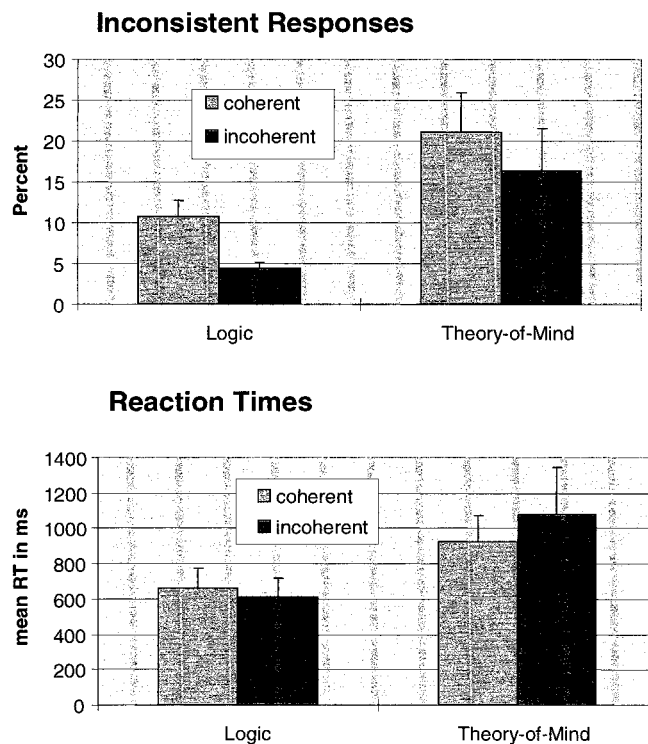 Inconsistent Responses
30
25
20
15
10
5
0
Percent
coherent
incoherent
Logic Theory-of-Mind
Reaction Times
1400
1200
1000
800
600
400
200
0
mean RT in ms
coherent
incoherent
Logic Theory-of-Mind